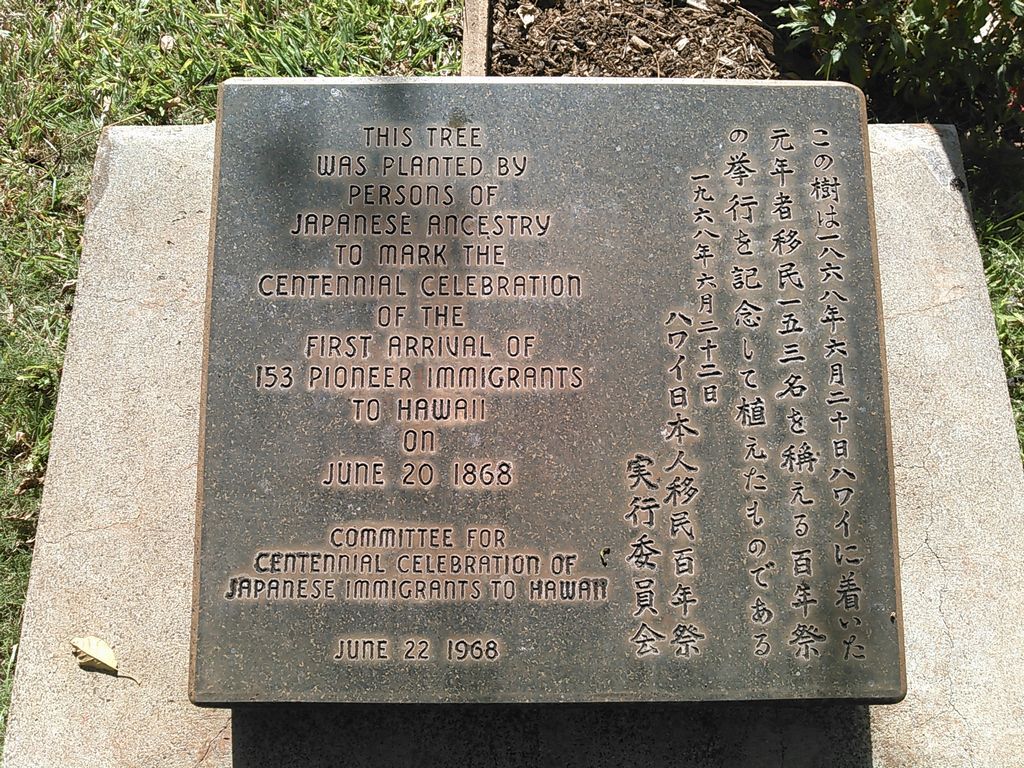 THIS TREE
WAS PLANTED BY
PERSONS OF
JAPANESE ANCESTRY
TO MARK THE
CENTENNIAL CELEBRATION
OF THE
FIRST ARRIVAL OF
153 PIONEER IMMIGRANTS
TO HAWAII
ON
JUNE 20 1868
COMMITTEE FOR
CENTENNIAL CELEBRATION OF
JAPANESE IMMIGRANTS TO HAWAII
JUNE 22 1968
この樹は一八六八年六月二十日ハワイに着いた
元年者移民一五三名を稱える百年祭
の挙行を記念して植えたものである
一九六八年六月二十二日
ハワイ日本人移民百年祭
実行委員会